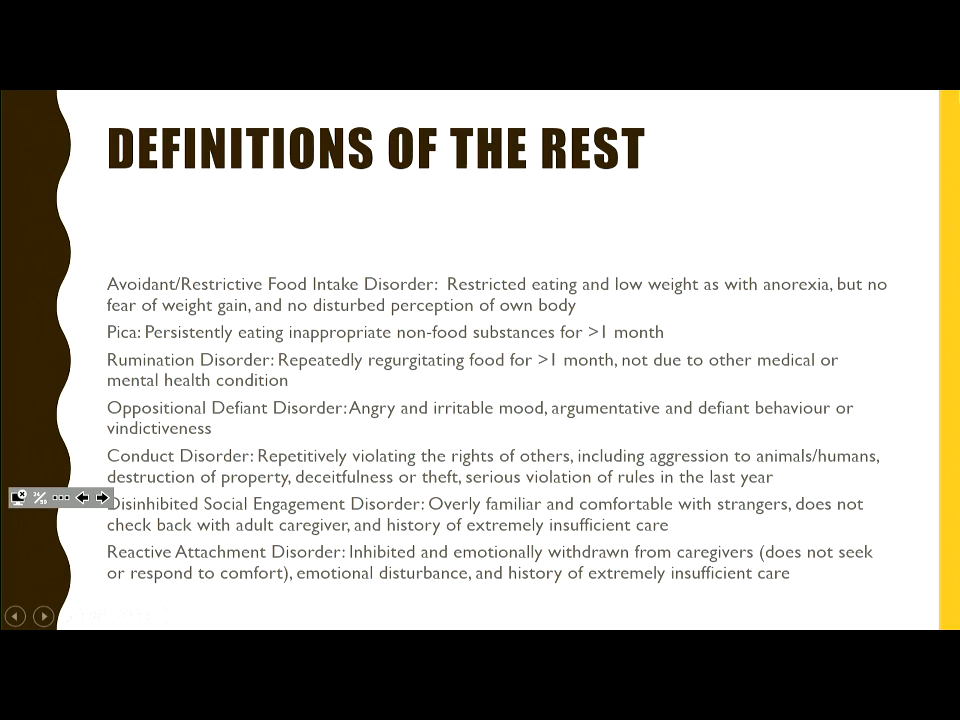 DEFINITIONS OF THE REST
Avoidant/Restrictive Food Intake Disorder: Restricted eating and low weight as with anorexia, but no
fear of weight gain, and no disturbed perception of own body
Pica: Persistently eating inappropriate non-food substances for >1 month
Rumination Disorder: Repeatedly regurgitating food for >1 month, not due to other medical or
mental health condition
Oppositional Defiant Disorder: Angry and irritable mood, argumentative and defiant behaviour or
vindictiveness
Conduct Disorder: Repetitively violating the rights of others, including aggression to animals/humans,
destruction of property, deceitfulness or theft, serious violation of rules in the last year
Disinhibited Social Engagement Disorder: Overly familiar and comfortable with strangers, does not
check back with adult caregiver, and history of extremely insufficient care
Reactive Attachment Disorder: Inhibited and emotionally withdrawn from caregivers (does not seek
or respond to comfort), emotional disturbance, and history of extremely insufficient care